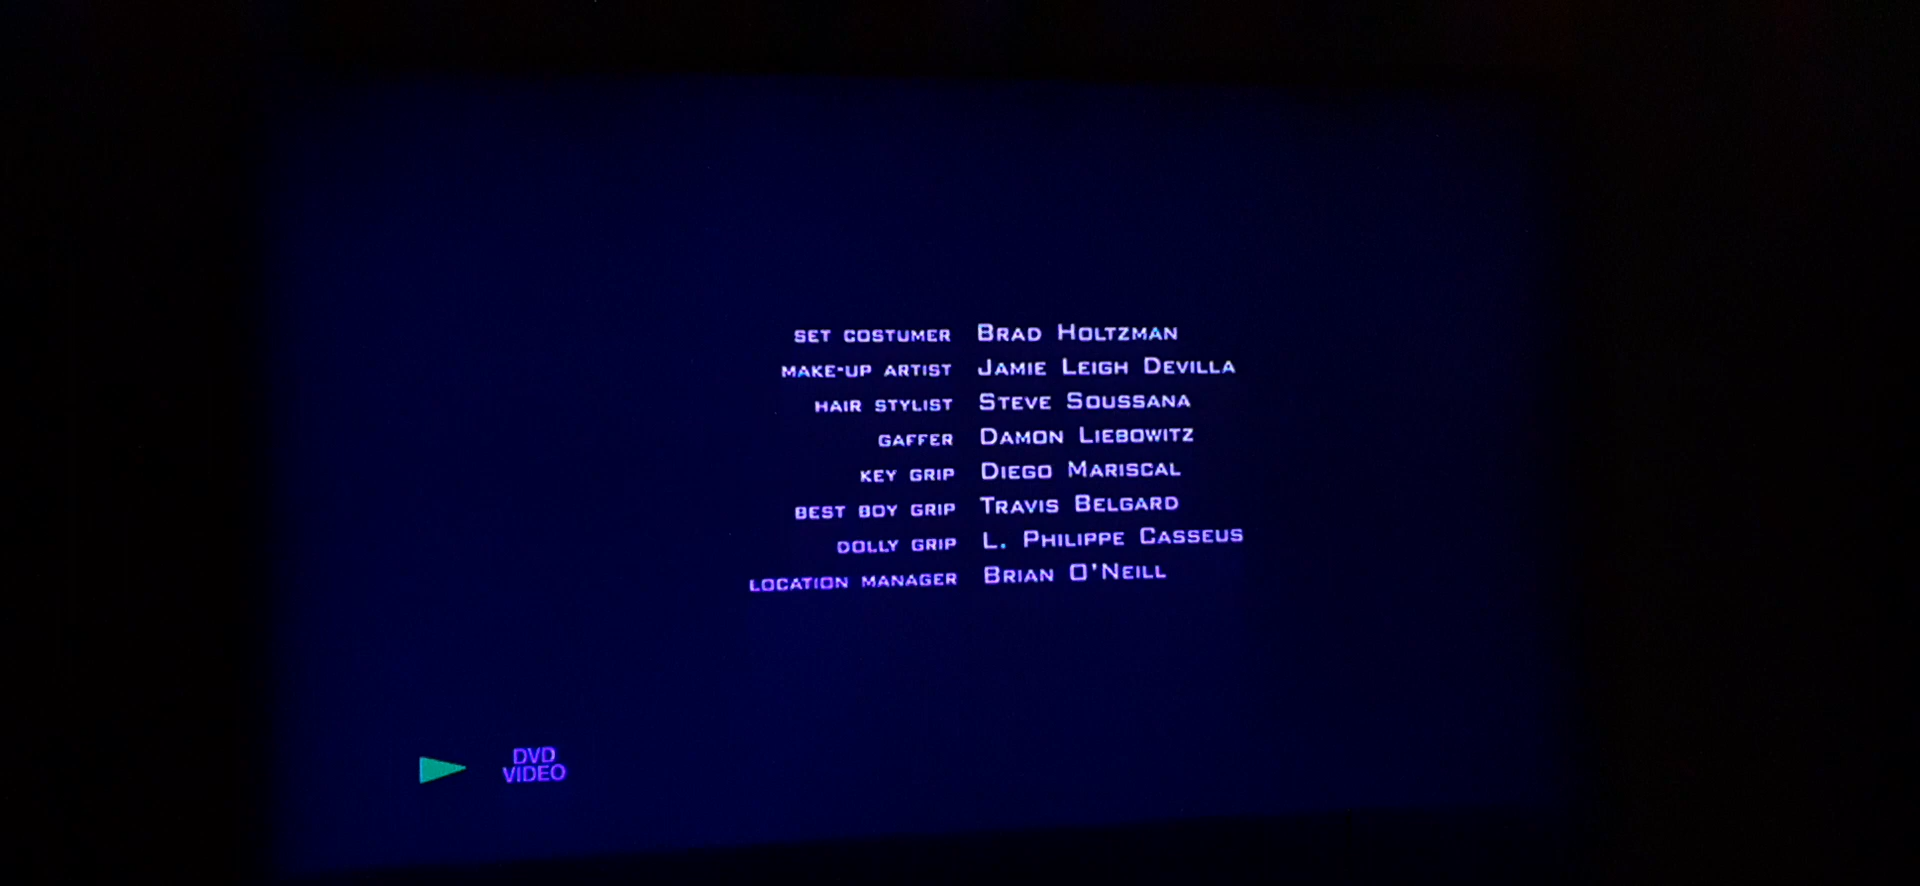 SET COSTUMER BRAD HOLTZMAN
MAKE-UP ARTIST JAMIE LEIGH DEVILLA
HAIR STYLIST STEVE SOUSSANA
GAFFER DAMON LIEBOWITZ
KEY GRIP DIEGO MARISCAL
BEST BOY GRIP TRAVIS BELGARD
DOLLY GRIP L. PHILIPPE CASSEUS
LOCATION MANAGER BRIAN O'NEILL
DVD
VIDEO